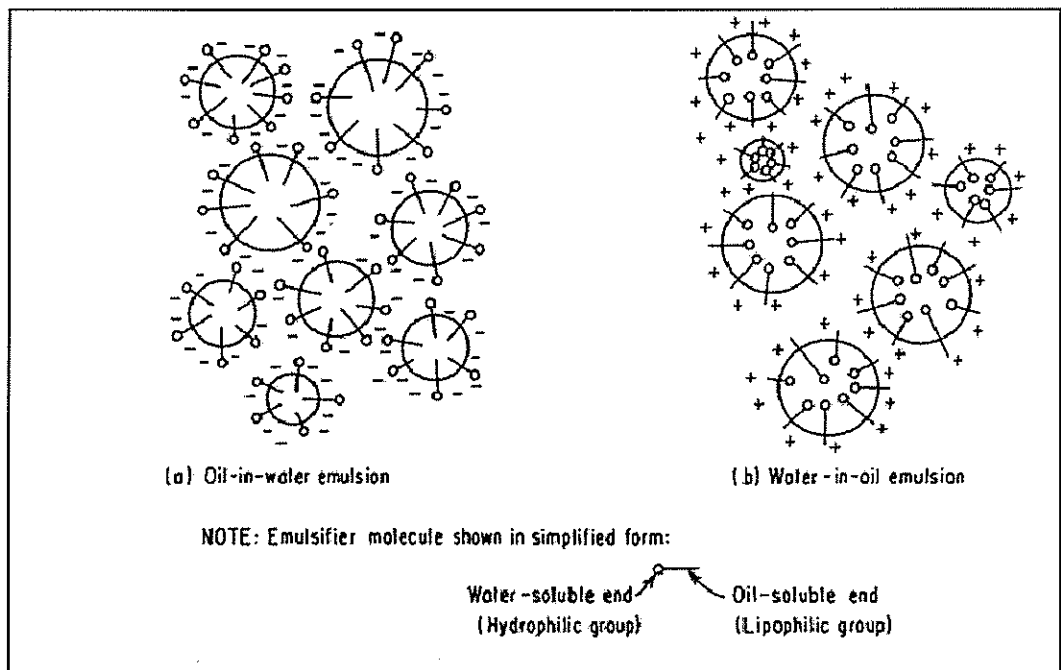 (a) Oil-in-water emulsion
(b) Water-in-oil emulsion
NOTE: Emulsifier molecule shown in simplified form:
Water-soluble end
(Hydrophilic group)
Oil-soluble end
(Lipophilic group)